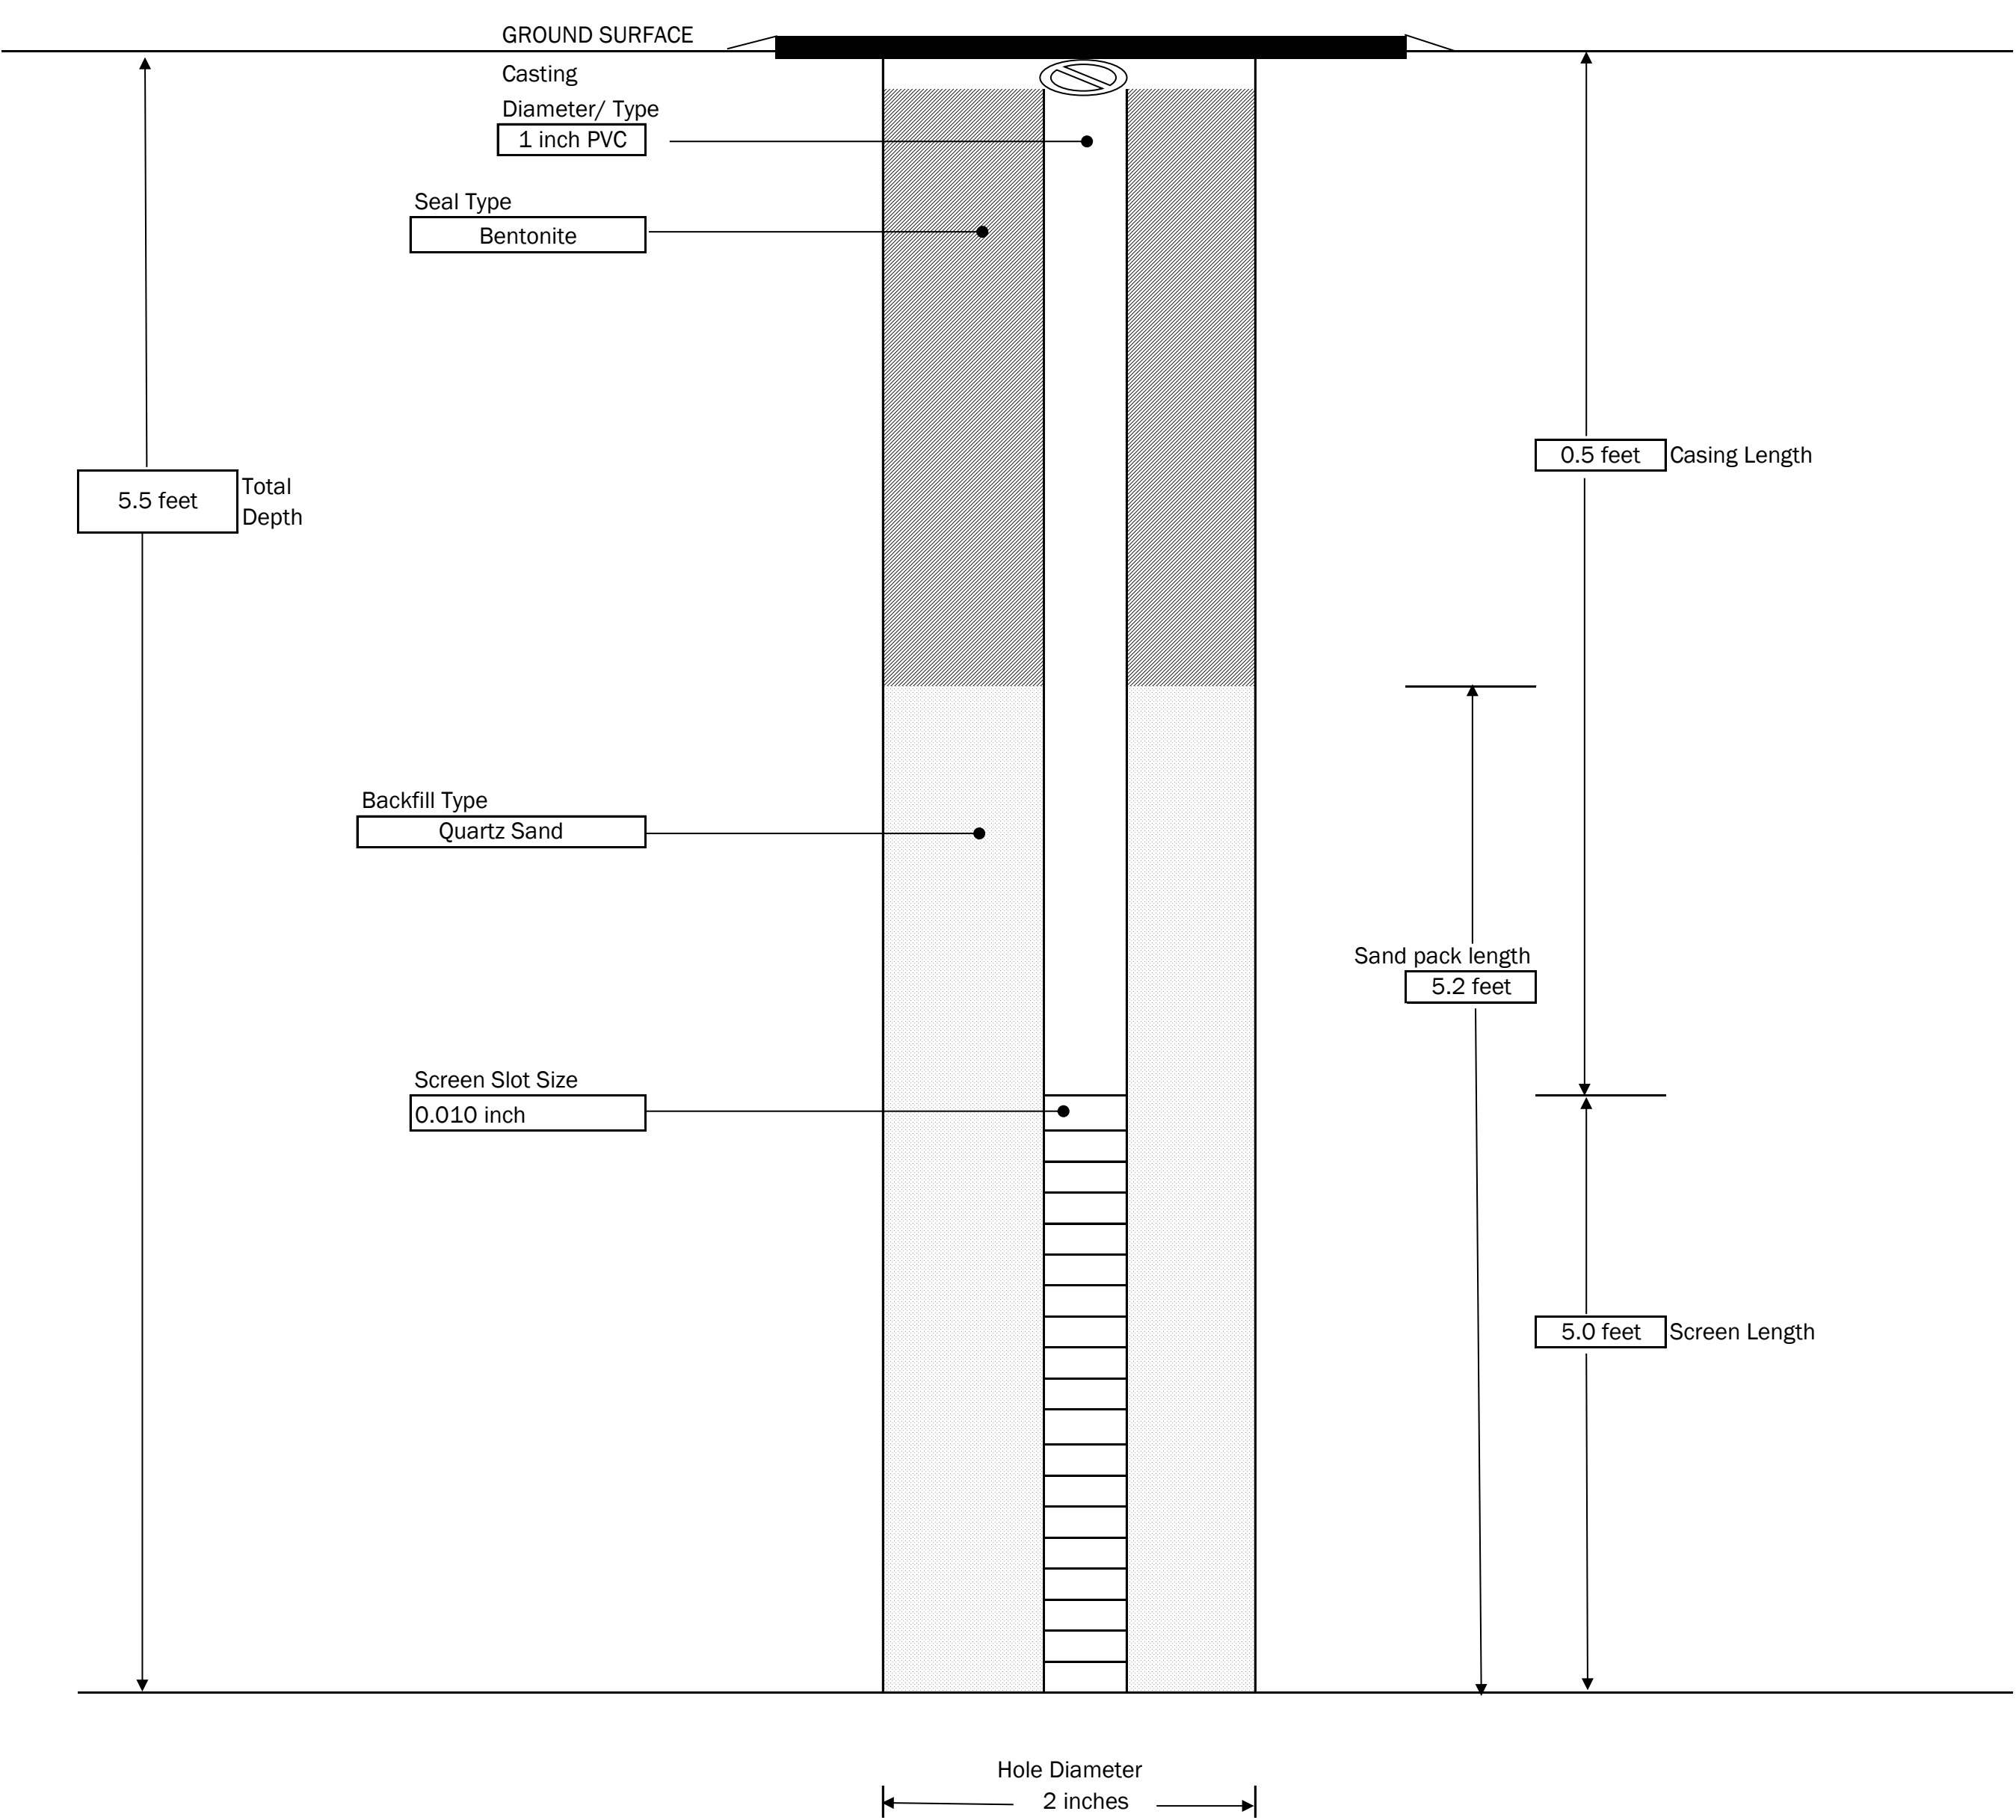 GROUND SURFACE
Casting
Diameter/ Type
1 inch PVC
Seal Type
Bentonite
0.5 feet Casing Length
5.5 feet
Total
Depth
Backfill Type
Quartz Sand
Sand pack length
5.2 feet
Screen Slot Size
0.010 inch
5.0 feet Screen Length
Hole Diameter
2 inches